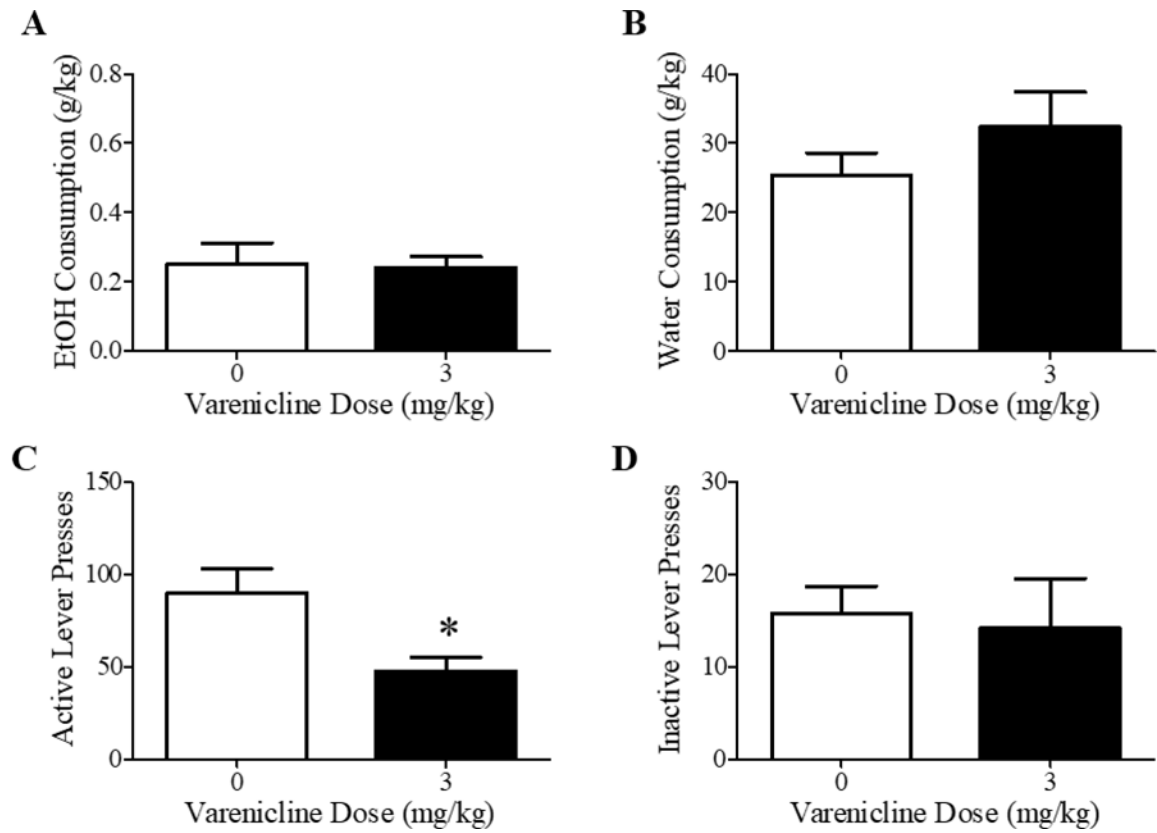 A
EtOH Consumption (g/kg)
0.8
0.6
0.4
0.2
0.0
0
3
Varenicline Dose (mg/kg)
B
Water Consumption (g/kg)
40
30
20
10
0
0
3
Varenicline Dose (mg/kg)
C
Active Lever Presses
150
100
50
0
*
0
3
Varenicline Dose (mg/kg)
D
Inactive Lever Presses
30
20
10
0
0
3
Varenicline Dose (mg/kg)